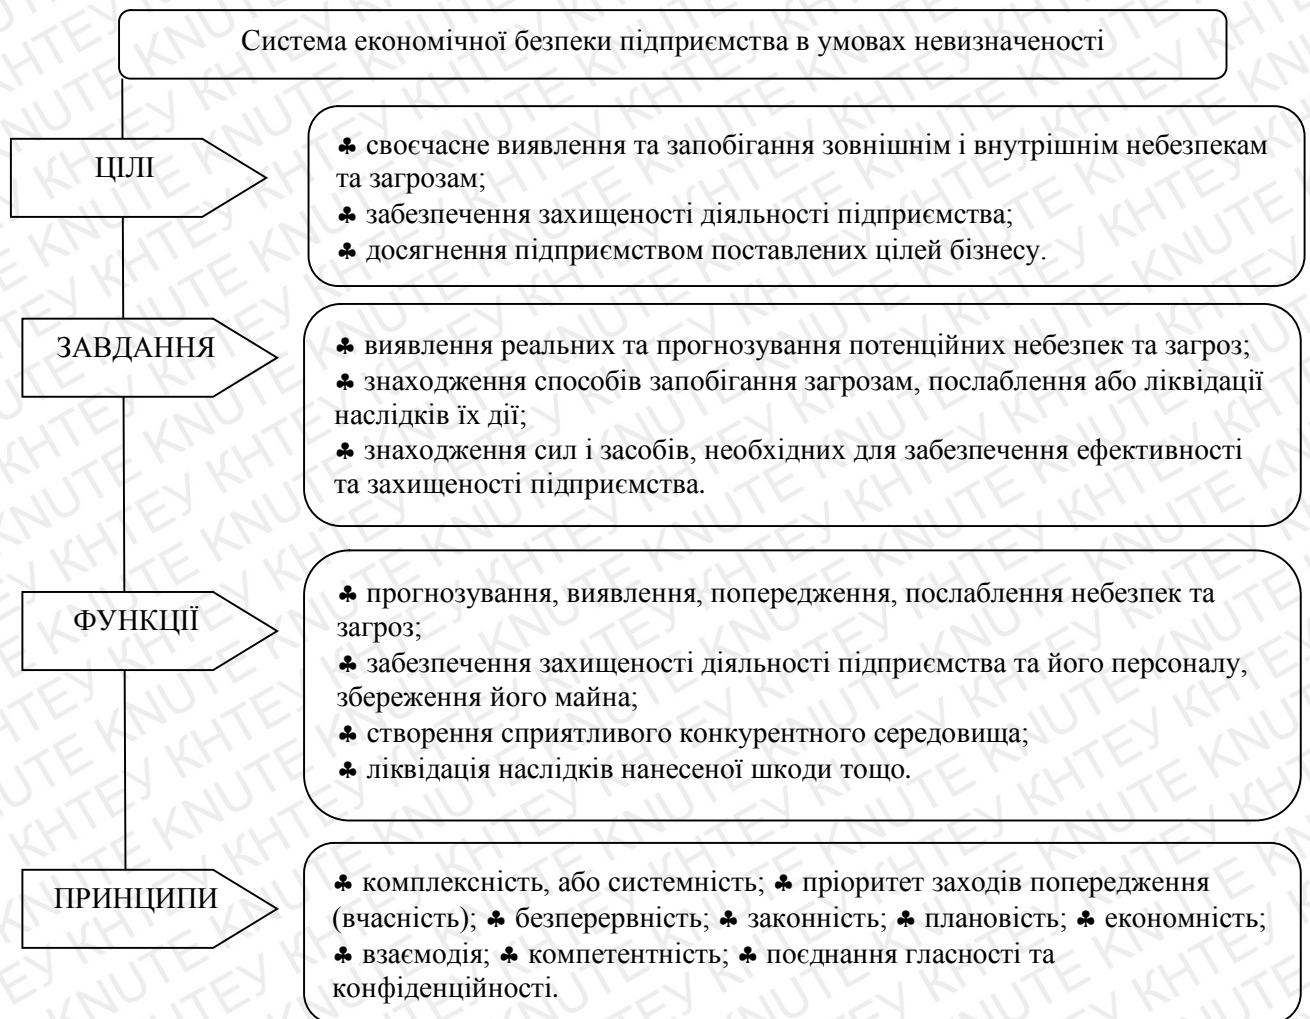 Система економічної безпеки підприємства в умовах невизначеності
ЦІЛІ
♣ своєчасне виявлення та запобігання зовнішнім і внутрішнім небезпекам
та загрозам;
♣ забезпечення захищеності діяльності підприємства;
♣ досягнення підприємством поставлених цілей бізнесу.
ЗАВДАННЯ
♣ виявлення реальних та прогнозування потенційних небезпек та загроз;
♣ знаходження способів запобігання загрозам, послаблення або ліквідації
наслідків їх дії;
♣ знаходження сил і засобів, необхідних для забезпечення ефективності
та захищеності підприємства.
ФУНКЦІЇ
♣ прогнозування, виявлення, попередження, послаблення небезпек та
загроз;
♣ забезпечення захищеності діяльності підприємства та його персоналу,
збереження його майна;
♣ створення сприятливого конкурентного середовища;
♣ ліквідація наслідків нанесеної шкоди тощо.
ПРИНЦИПИ
♣ комплексність, або системність; ♣ пріоритет заходів попередження
(вчасність); ♣ безперервність; ♣ законність; ♣ плановість; ♣ економність;
♣ взаємодія; ♣ компетентність; ♣ поєднання гласності та
конфіденційності.